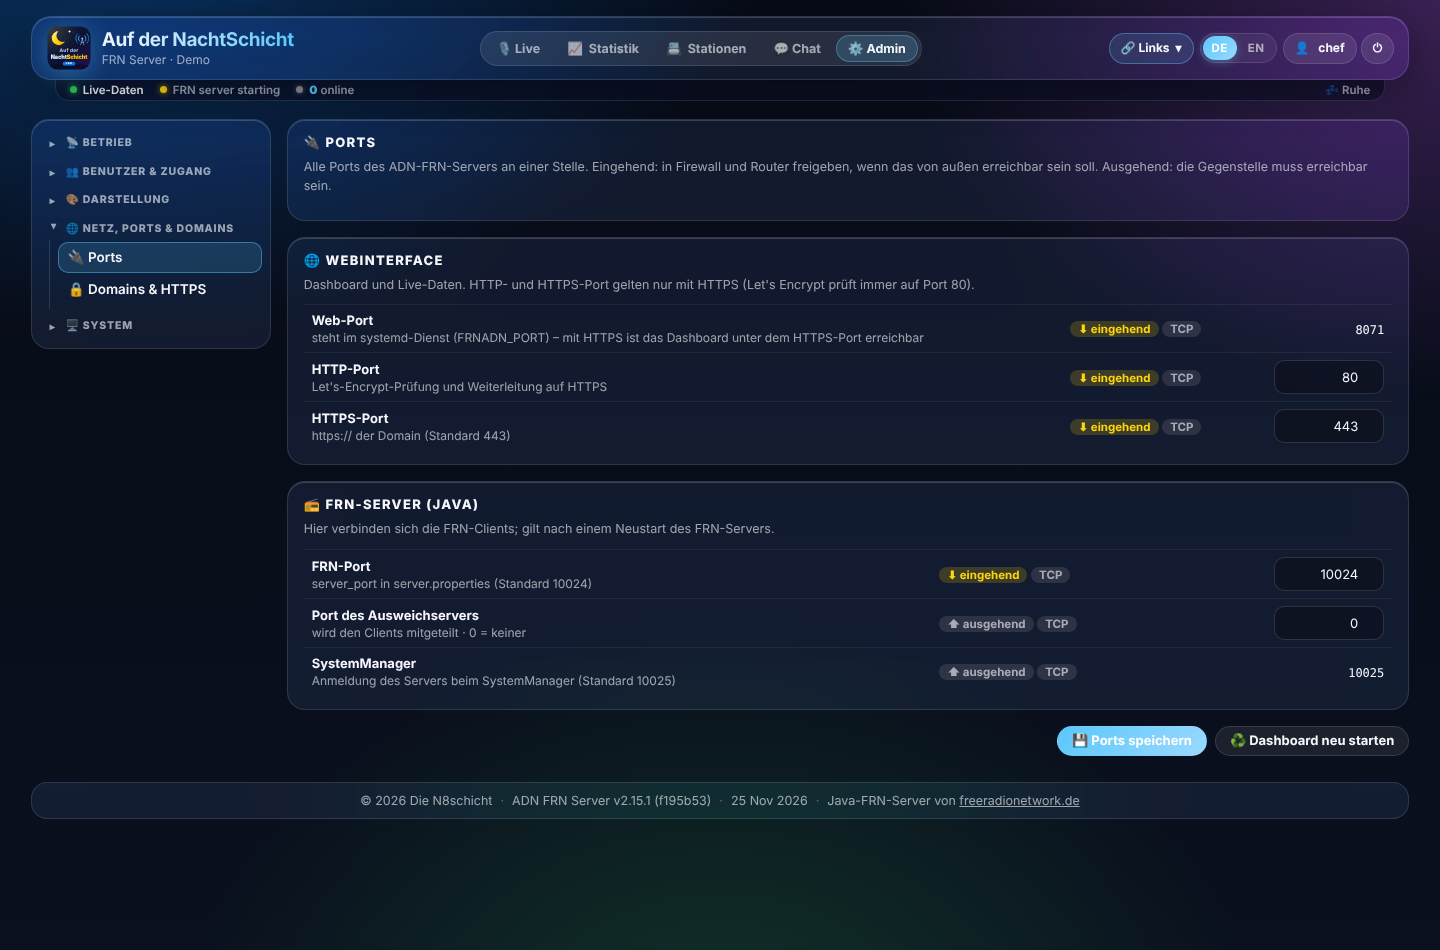 Auf der NachtSchicht
FRN Server · Demo
Auf der
NachtSchicht
Live
Statistik
Stationen
Chat
Admin
Links ▾
DE
EN
chef
Live-Daten
FRN server starting
0 online
💤 Ruhe
BETRIEB
BENUTZER & ZUGANG
DARSTELLUNG
NETZ, PORTS & DOMAINS
Ports
Domains & HTTPS
SYSTEM
PORTS
Alle Ports des ADN-FRN-Servers an einer Stelle. Eingehend: in Firewall und Router freigeben, wenn das von außen erreichbar sein soll. Ausgehend: die Gegenstelle muss erreichbar
sein.
WEBINTERFACE
Dashboard und Live-Daten. HTTP- und HTTPS-Port gelten nur mit HTTPS (Let's Encrypt prüft immer auf Port 80).
Web-Port
steht im systemd-Dienst (FRNADN_PORT) – mit HTTPS ist das Dashboard unter dem HTTPS-Port erreichbar
⬇ eingehend TCP
8071
HTTP-Port
Let's-Encrypt-Prüfung und Weiterleitung auf HTTPS
⬇ eingehend TCP
80
HTTPS-Port
https:// der Domain (Standard 443)
⬇ eingehend TCP
443
FRN-SERVER (JAVA)
Hier verbinden sich die FRN-Clients; gilt nach einem Neustart des FRN-Servers.
FRN-Port
server_port in server.properties (Standard 10024)
⬇ eingehend TCP
10024
Port des Ausweichservers
wird den Clients mitgeteilt · 0 = keiner
⬆ ausgehend TCP
0
SystemManager
Anmeldung des Servers beim SystemManager (Standard 10025)
⬆ ausgehend TCP
10025
Ports speichern
Dashboard neu starten
© 2026 Die N8schicht · ADN FRN Server v2.15.1 (f195b53) · 25 Nov 2026 · Java-FRN-Server von freeradionetwork.de